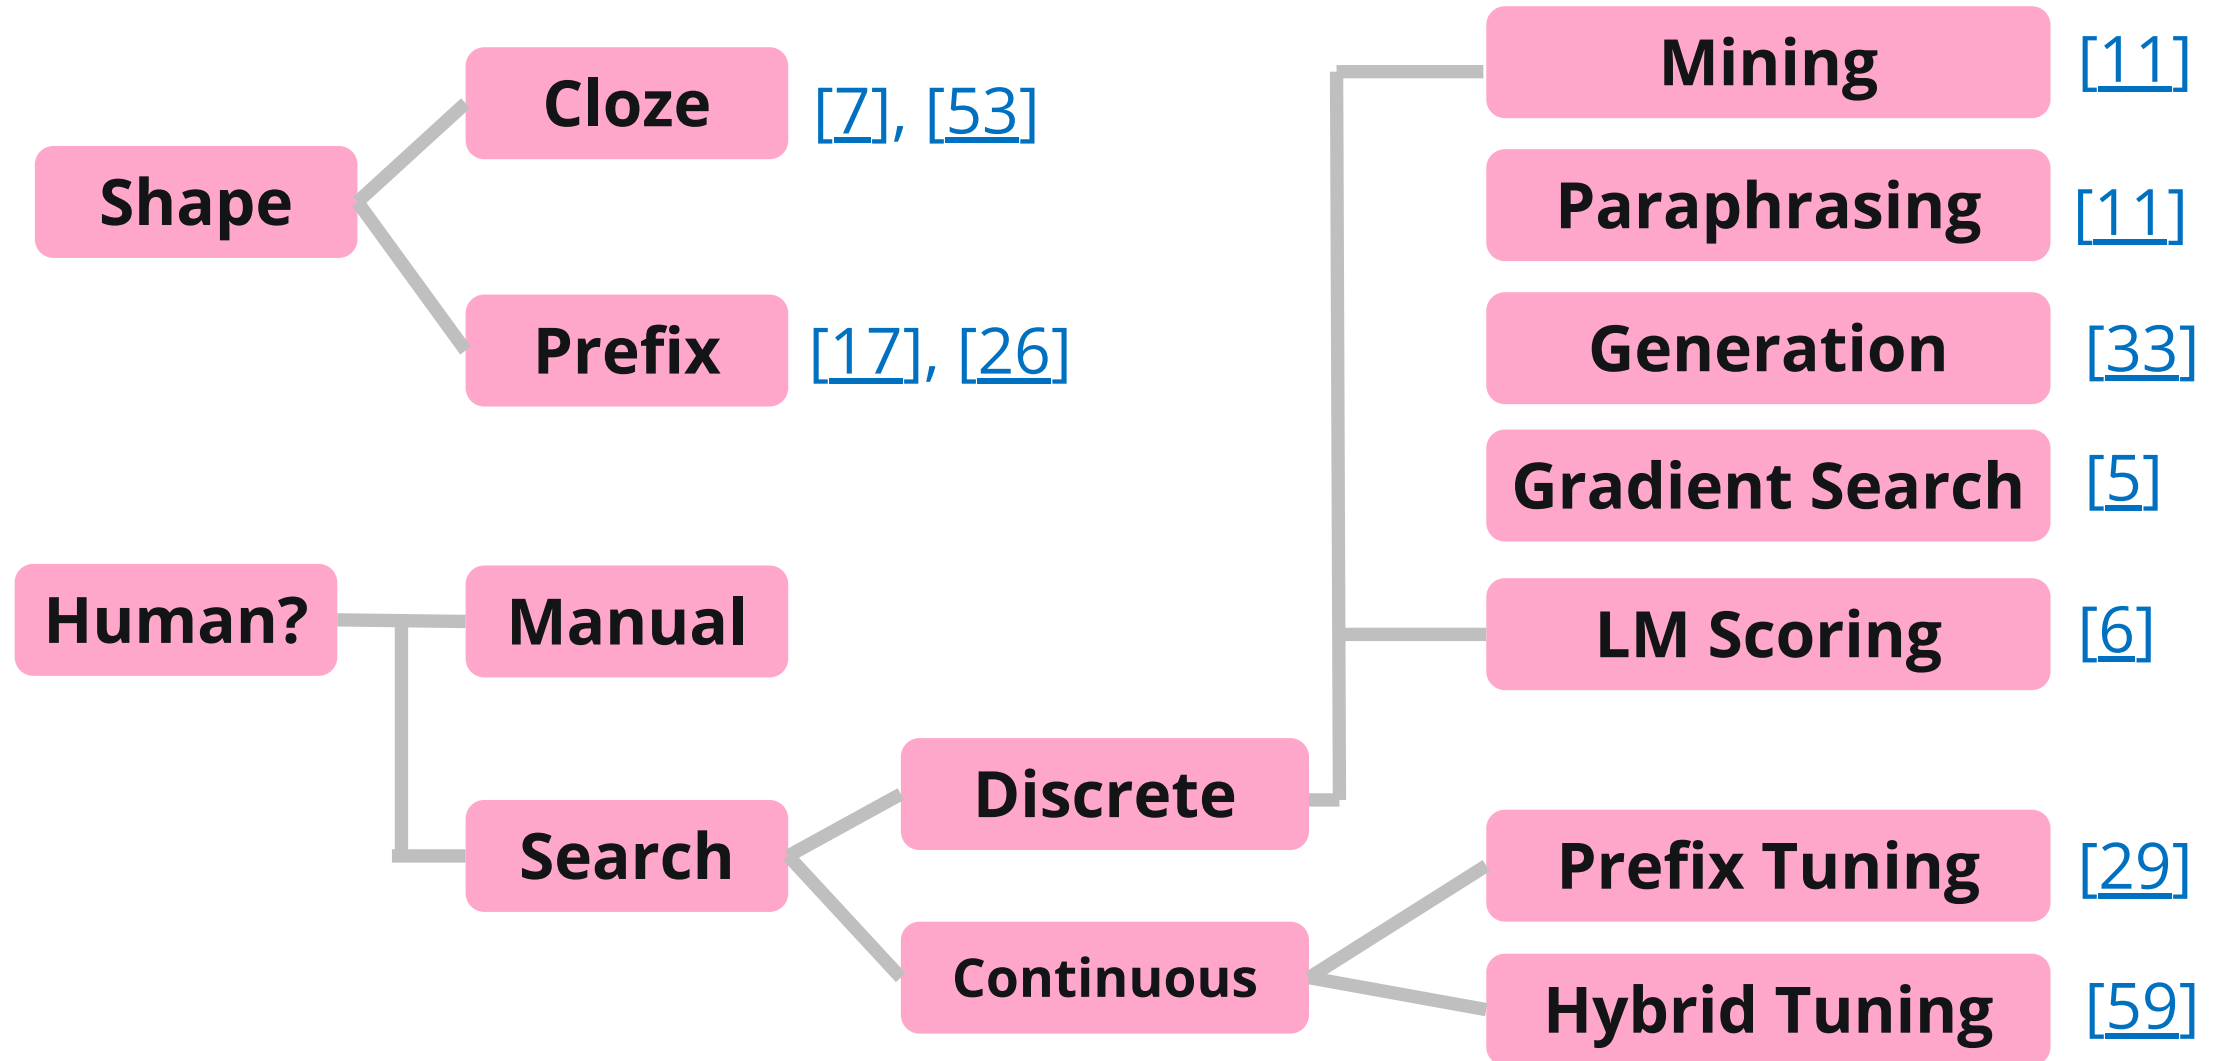 Shape
Cloze [7], [53]
Prefix [17], [26]
Human?
Manual
Search
Discrete
Mining [11]
Paraphrasing [11]
Generation [33]
Gradient Search [5]
LM Scoring [6]
Continuous
Prefix Tuning [29]
Hybrid Tuning [59]